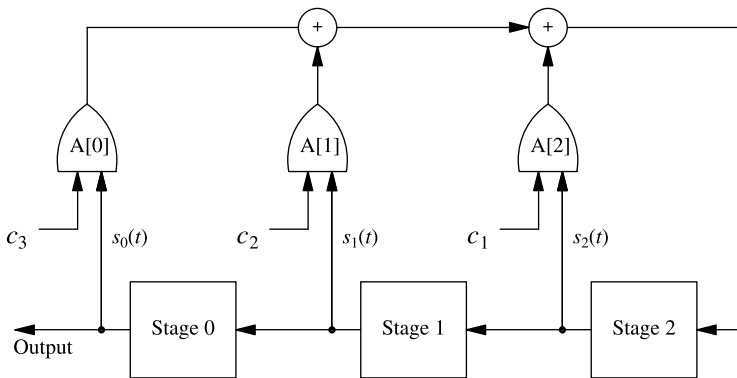 + +
A[0] A[1] A[2]
c₃ s₀(t) c₂ s₁(t) c₁ s₂(t)
Stage 0 Stage 1 Stage 2
Output